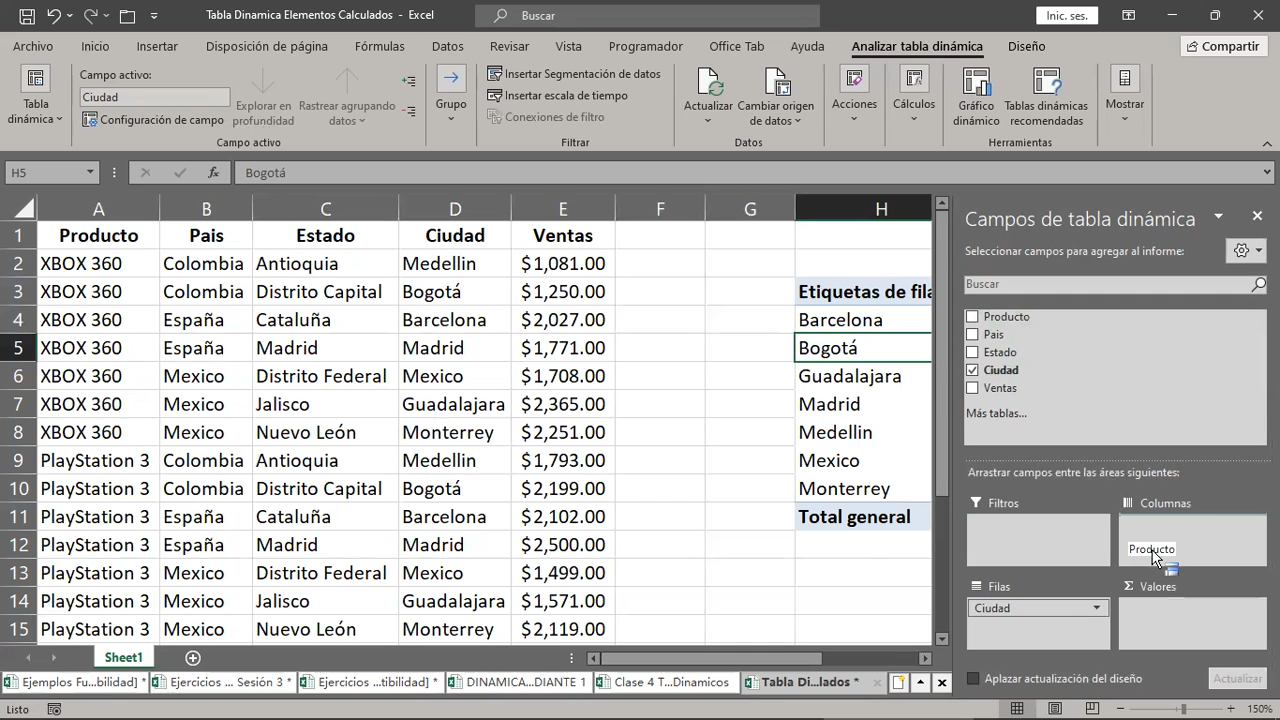 Tabla Dinamica Elementos Calculados - Excel
Buscar
Inic. ses.
Archivo Inicio Insertar Disposición de página Fórmulas Datos Revisar Vista Programador Office Tab Ayuda Analizar tabla dinámica Diseño Compartir
Tabla dinámica
Campo activo:
Ciudad
Configuración de campo
Explorar en profundidad
Rastrear agrupando datos
Campo activo
Grupo
Insertar Segmentación de datos
Insertar escala de tiempo
Conexiones de filtro
Filtrar
Actualizar
Cambiar origen de datos
Datos
Acciones
Cálculos
Gráfico dinámico
Tablas dinámicas recomendadas
Herramientas
Mostrar
H5 fx Bogotá
A B C D E F G H
1 Producto Pais Estado Ciudad Ventas
2 XBOX 360 Colombia Antioquia Medellin $1,081.00
3 XBOX 360 Colombia Distrito Capital Bogotá $1,250.00 Etiquetas de fila
4 XBOX 360 España Cataluña Barcelona $2,027.00 Barcelona
5 XBOX 360 España Madrid Madrid $1,771.00 Bogotá
6 XBOX 360 Mexico Distrito Federal Mexico $1,708.00 Guadalajara
7 XBOX 360 Mexico Jalisco Guadalajara $2,365.00 Madrid
8 XBOX 360 Mexico Nuevo León Monterrey $2,251.00 Medellin
9 PlayStation 3 Colombia Antioquia Medellin $1,793.00 Mexico
10 PlayStation 3 Colombia Distrito Capital Bogotá $2,199.00 Monterrey
11 PlayStation 3 España Cataluña Barcelona $2,102.00 Total general
12 PlayStation 3 España Madrid Madrid $2,500.00
13 PlayStation 3 Mexico Distrito Federal Mexico $1,499.00
14 PlayStation 3 Mexico Jalisco Guadalajara $1,571.00
15 PlayStation 3 Mexico Nuevo León Monterrey $2,119.00
Campos de tabla dinámica
Seleccionar campos para agregar al informe:
Buscar
Producto
Pais
Estado
Ciudad
Ventas
Más tablas...
Arrastrar campos entre las áreas siguientes:
Filtros
Columnas
Producto
Filas
Σ Valores
Ciudad
Aplazar actualización del diseño
Actualizar
Sheet1
Ejemplos Fu...bilidad] *
Ejercicios ... Sesión 3 *
Ejercicios ...tibilidad] *
DINAMICA...DIANTE 1
Clase 4 T...Dinamicos
Tabla Di...lados *
Listo
150%